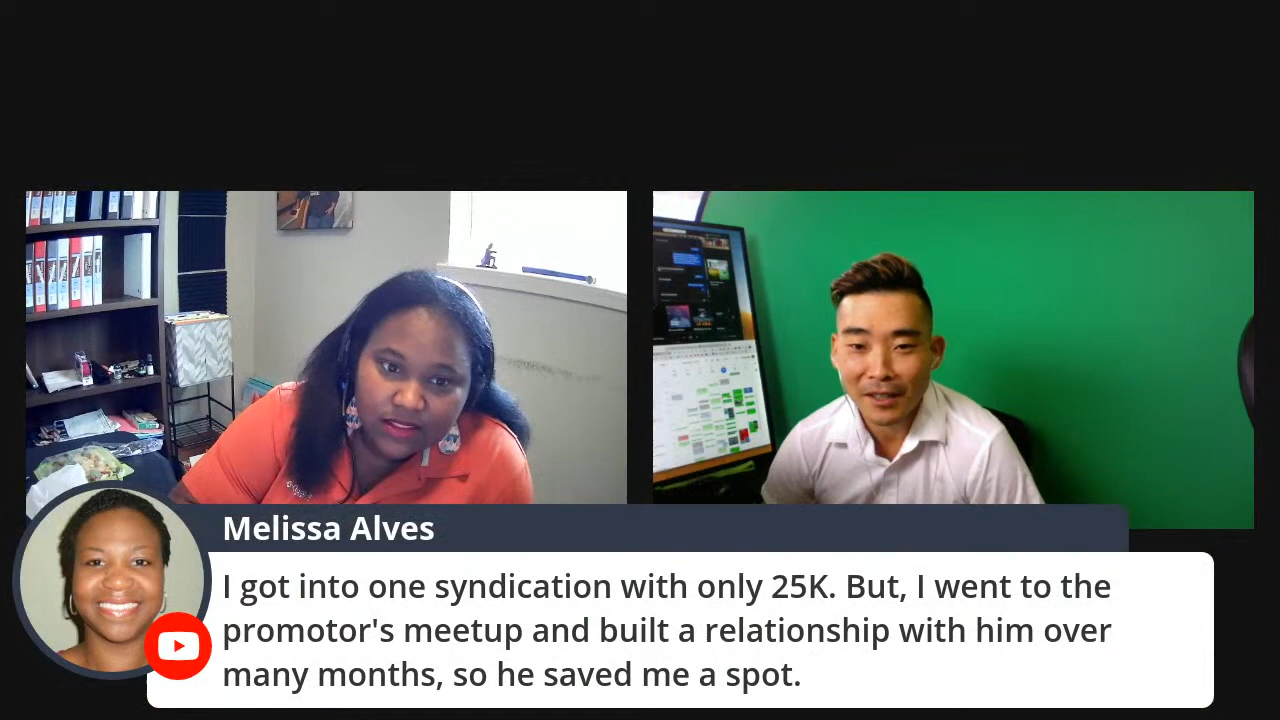 Melissa Alves
I got into one syndication with only 25K. But, I went to the
promotor's meetup and built a relationship with him over
many months, so he saved me a spot.